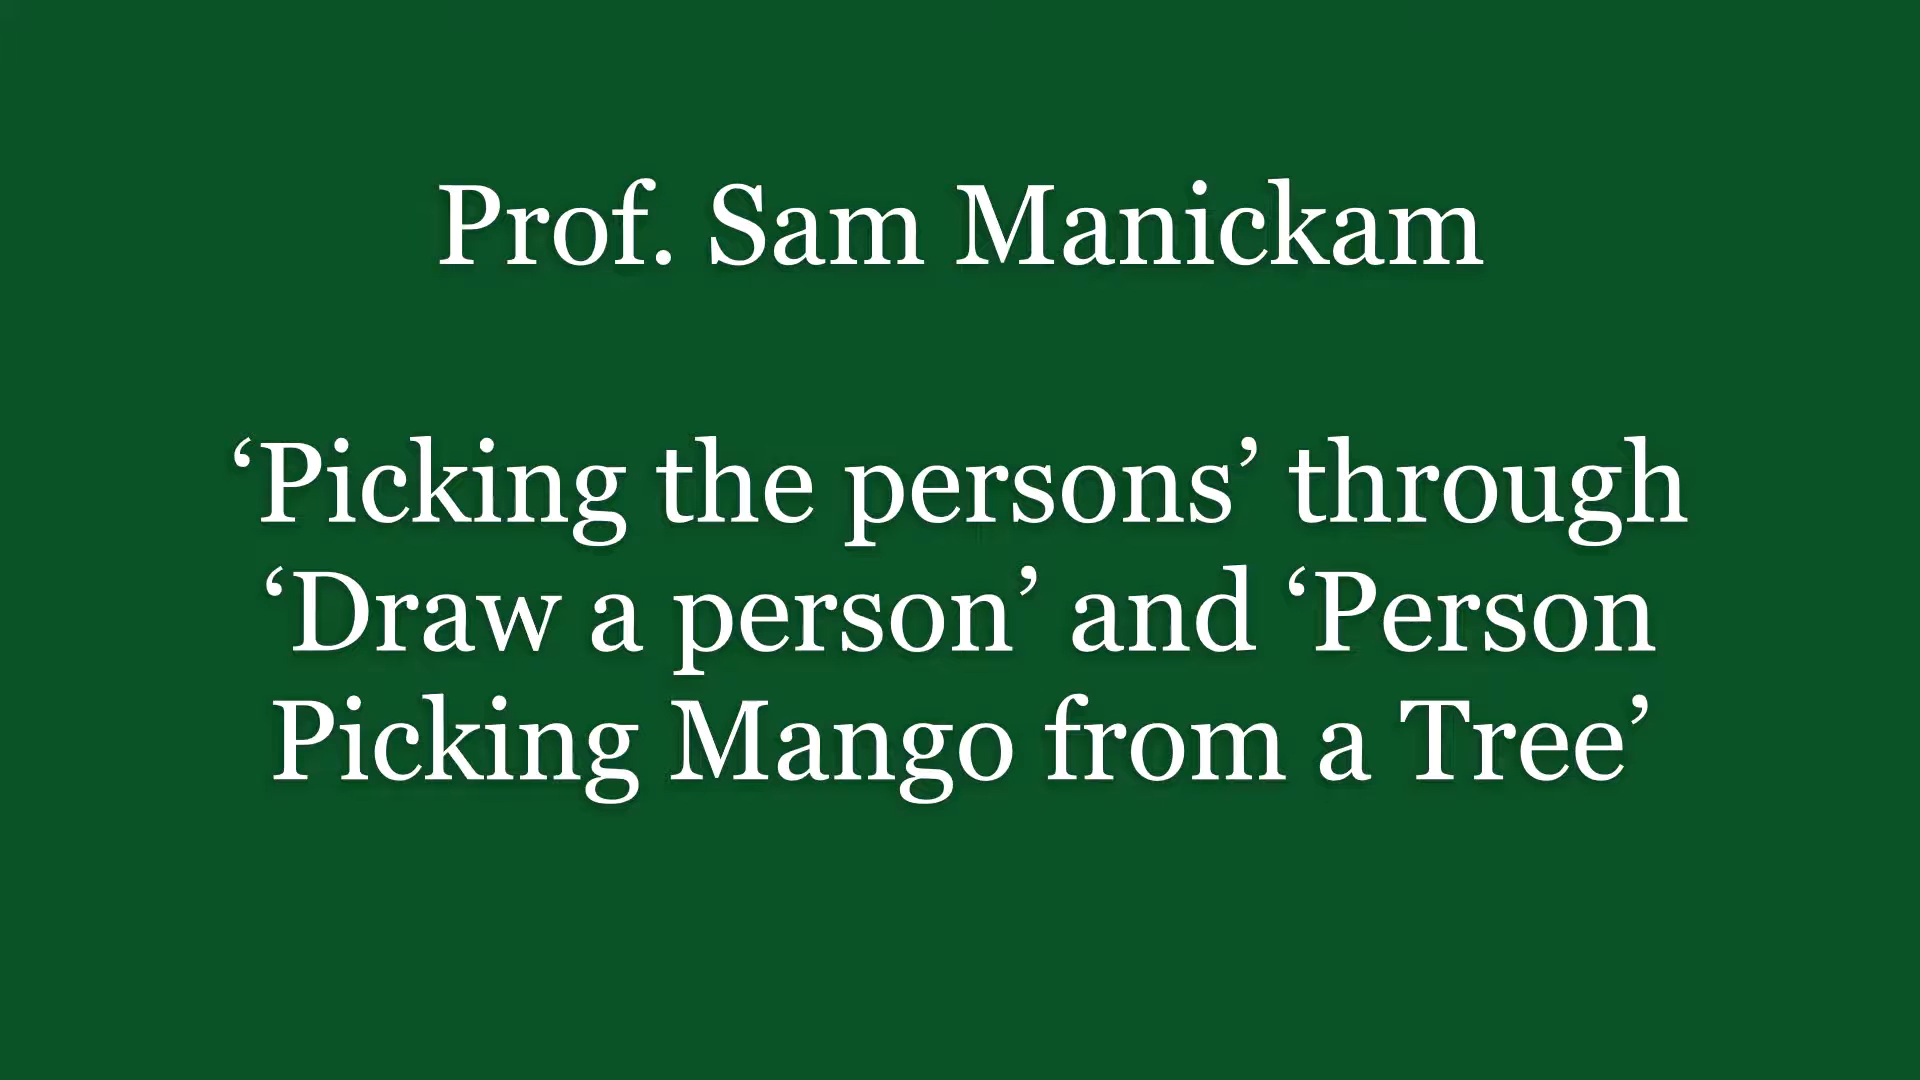 Prof. Sam Manickam
‘Picking the persons’ through
‘Draw a person’ and ‘Person
Picking Mango from a Tree’